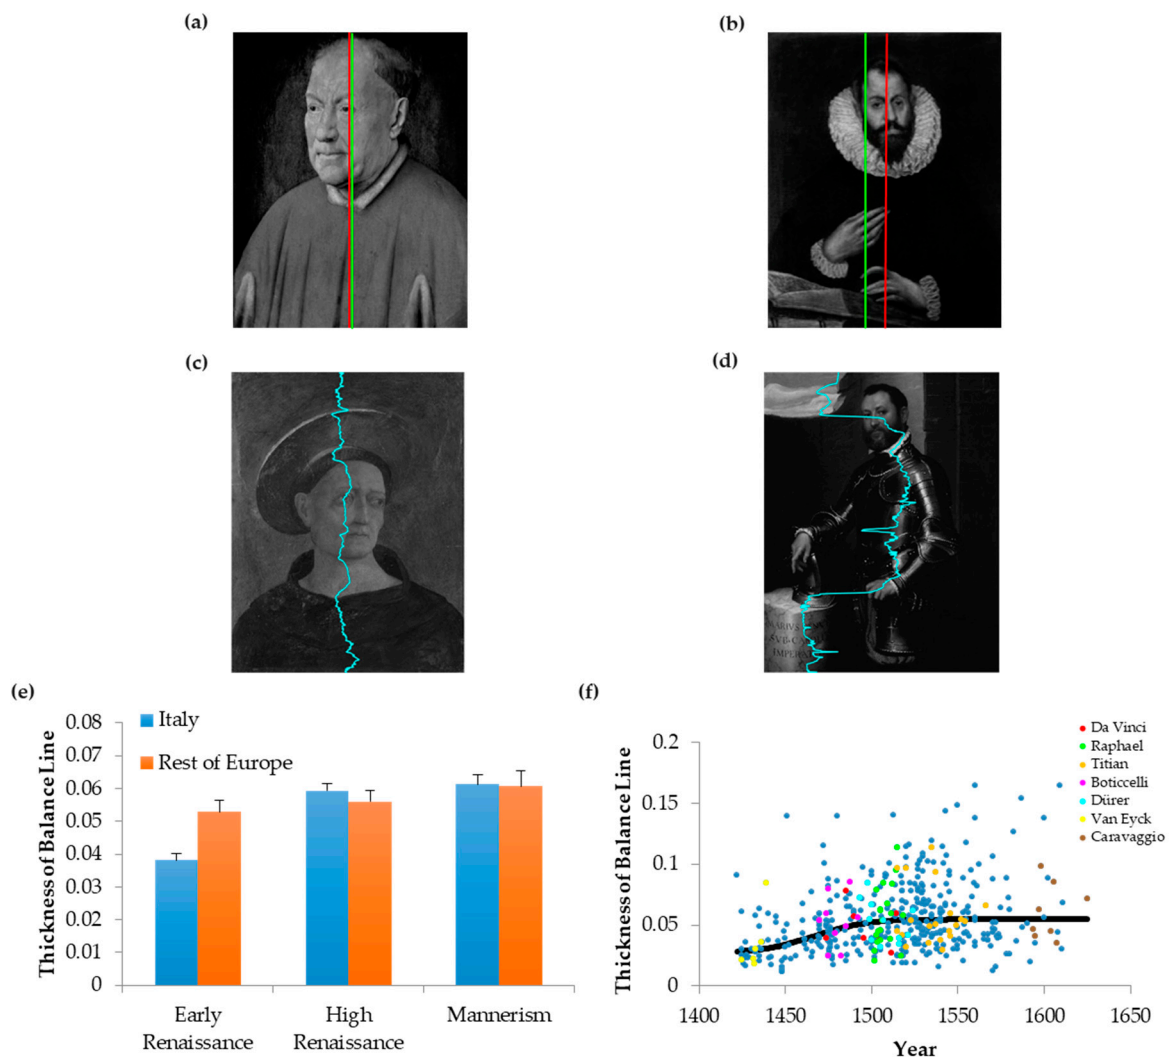 (a)
(b)
(c)
(d)
SVB·C
IMPER
(e)
Thickness of Balance Line
0.08
0.07
0.06
0.05
0.04
0.03
0.02
0.01
0
Italy
Rest of Europe
Early
Renaissance
High
Renaissance
Mannerism
(f)
Thickness of Balance Line
0.2
0.15
0.1
0.05
0
1400
1450
1500
1550
1600
1650
Year
Da Vinci
Raphael
Titian
Boticcelli
Dürer
Van Eyck
Caravaggio